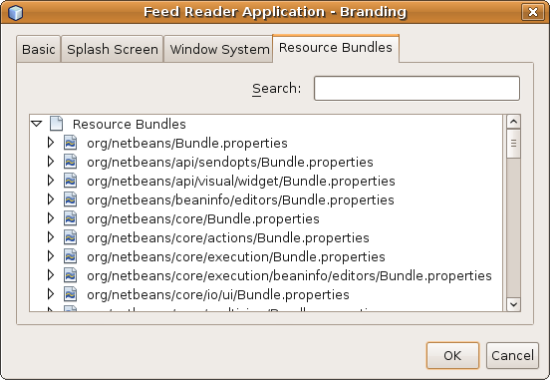 Feed Reader Application - Branding
Basic Splash Screen Window System Resource Bundles
Search:
Resource Bundles
org/netbeans/Bundle.properties
org/netbeans/api/sendopts/Bundle.properties
org/netbeans/api/visual/widget/Bundle.properties
org/netbeans/beaninfo/editors/Bundle.properties
org/netbeans/core/Bundle.properties
org/netbeans/core/actions/Bundle.properties
org/netbeans/core/execution/Bundle.properties
org/netbeans/core/execution/beaninfo/editors/Bundle.properties
org/netbeans/core/io/ui/Bundle.properties
OK Cancel